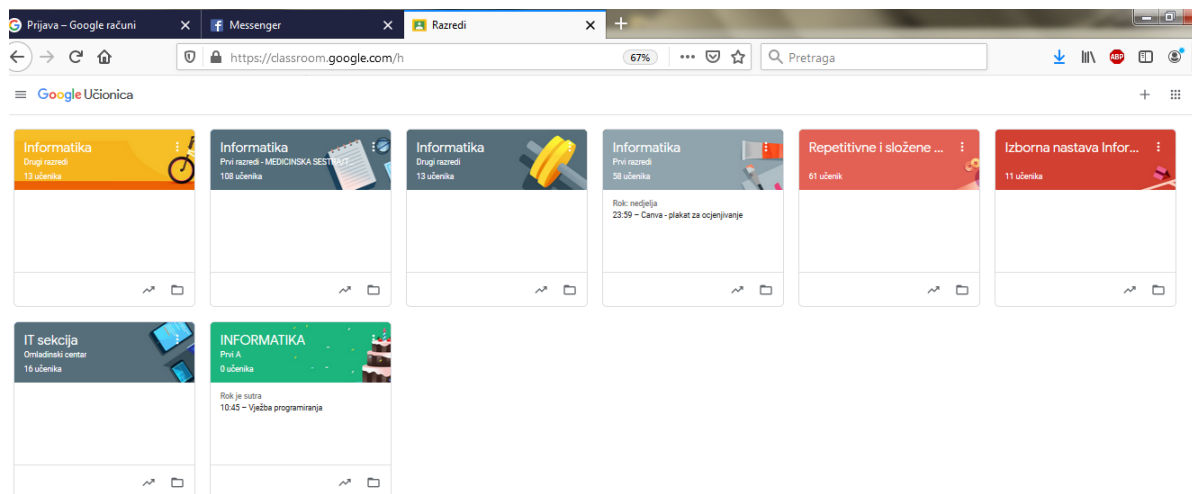 Prijava – Google računi
Messenger
Razredi
https://classroom.google.com/h
67%
Pretraga
ABP
Google Učionica
Informatika
Drugi razredi
13 učenika
Informatika
Prvi razredi - MEDICINSKA SESTRA/T
108 učenika
Informatika
Drugi razredi
13 učenika
Informatika
Prvi razredi
58 učenika
Rok: nedjelja
23:59 – Canva - plakat za ocjenjivanje
Repetitivne i složene ...
61 učenik
Izborna nastava Infor...
11 učenika
IT sekcija
Omladinski centar
16 učenika
INFORMATIKA
Prvi A
0 učenika
Rok je sutra
10:45 – Vježba programiranja